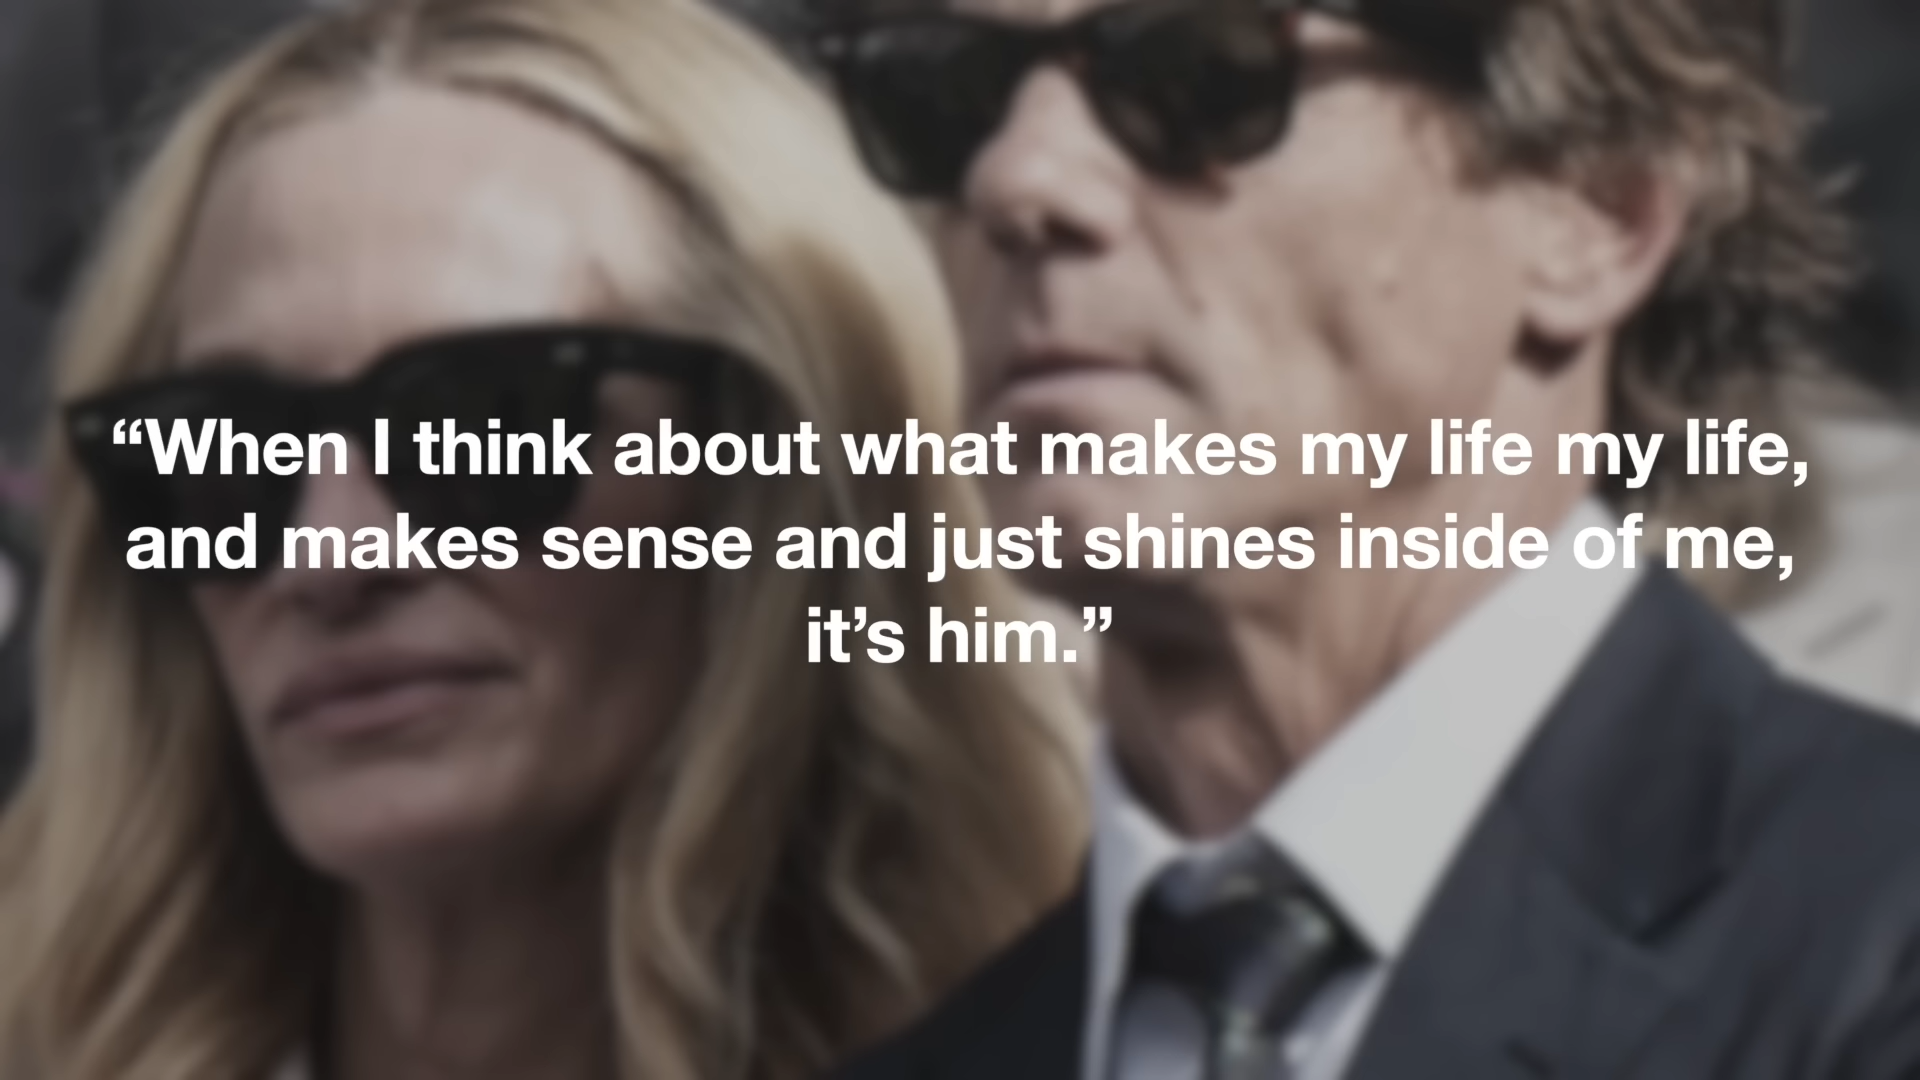 “When I think about what makes my life my life,
and makes sense and just shines inside of me,
it’s him.”